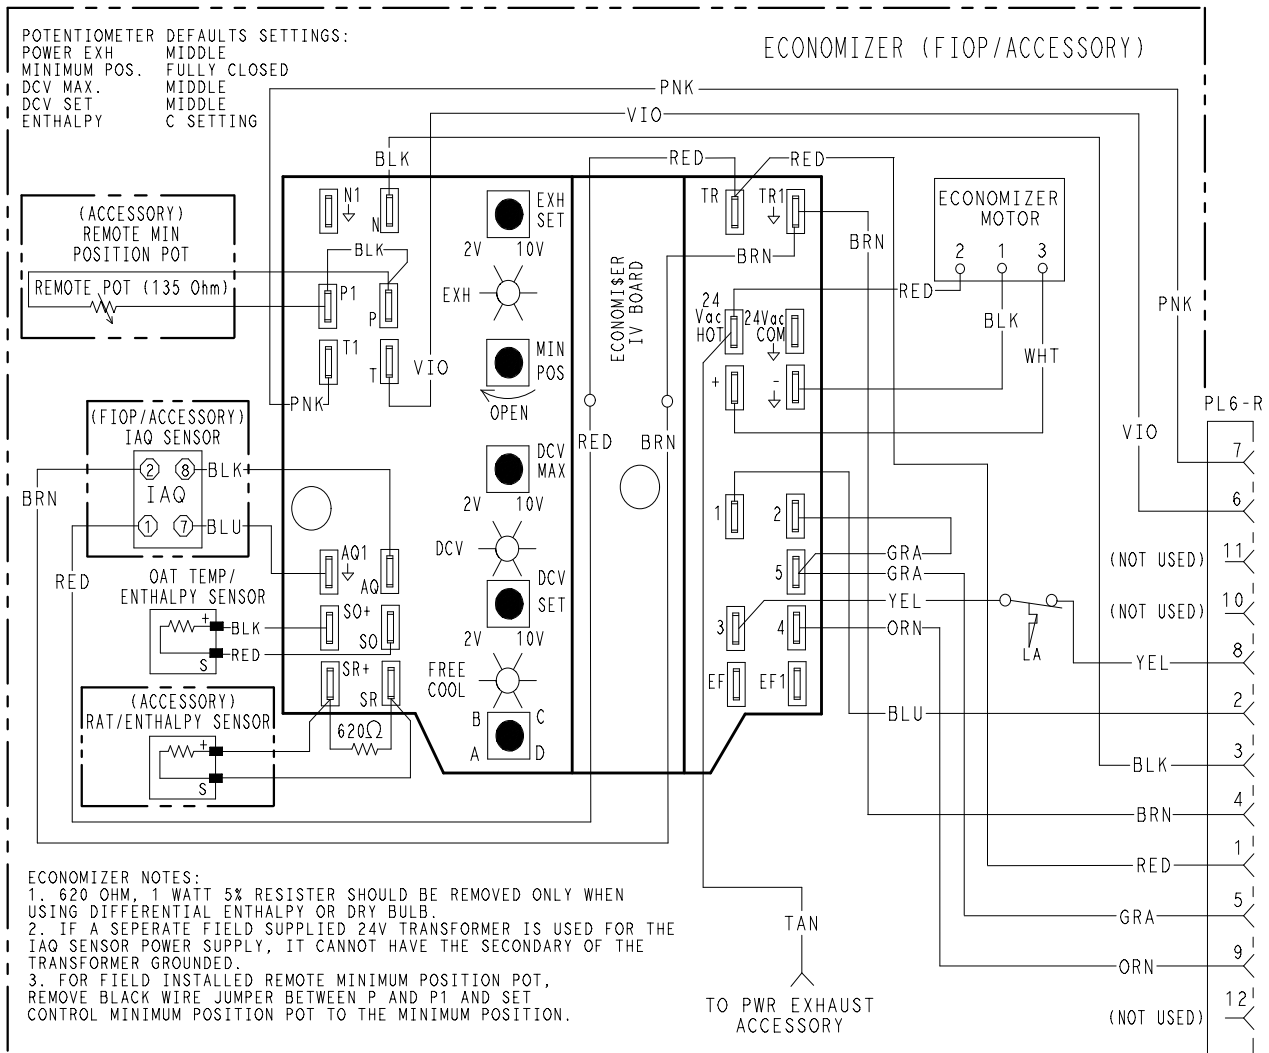 POTENTIOMETER DEFAULTS SETTINGS:
POWER EXH MIDDLE
MINIMUM POS. FULLY CLOSED
DCV MAX. MIDDLE
DCV SET MIDDLE
ENTHALPY C SETTING
ECONOMIZER (FIOP/ACCESSORY)
PNK
VIO
BLK
RED
RED
(ACCESSORY)
REMOTE MIN
POSITION POT
REMOTE POT (135 Ohm)
N1
N
BLK
P1
P
T1
T
VIO
PNK
EXH
SET
2V 10V
EXH
MIN
POS
OPEN
DCV
MAX
2V 10V
DCV
DCV
SET
2V 10V
FREE
COOL
B C
A D
ECONOMI$ER
IV BOARD
TR
TR1
BRN
BRN
24
Vac
HOT
24Vac
COM
+
-
RED
BRN
1
2
5
3
4
EF
EF1
ECONOMIZER
MOTOR
2 1 3
RED
BLK
WHT
PNK
VIO
(FIOP/ACCESSORY)
IAQ SENSOR
2 8
IAQ
1 7
BLK
BLU
BRN
RED
AQ1
AQ
SO+
SO
SR+
SR
620Ω
OAT TEMP/
ENTHALPY SENSOR
+
S
BLK
RED
(ACCESSORY)
RAT/ENTHALPY SENSOR
+
S
GRA
GRA
YEL
ORN
LA
BLU
TAN
TO PWR EXHAUST
ACCESSORY
PL6-R
7
6
(NOT USED) 11
(NOT USED) 10
YEL 8
2
BLK 3
BRN 4
RED 1
GRA 5
ORN 9
(NOT USED) 12
ECONOMIZER NOTES:
1. 620 OHM, 1 WATT 5% RESISTER SHOULD BE REMOVED ONLY WHEN
USING DIFFERENTIAL ENTHALPY OR DRY BULB.
2. IF A SEPERATE FIELD SUPPLIED 24V TRANSFORMER IS USED FOR THE
IAQ SENSOR POWER SUPPLY, IT CANNOT HAVE THE SECONDARY OF THE
TRANSFORMER GROUNDED.
3. FOR FIELD INSTALLED REMOTE MINIMUM POSITION POT,
REMOVE BLACK WIRE JUMPER BETWEEN P AND P1 AND SET
CONTROL MINIMUM POSITION POT TO THE MINIMUM POSITION.